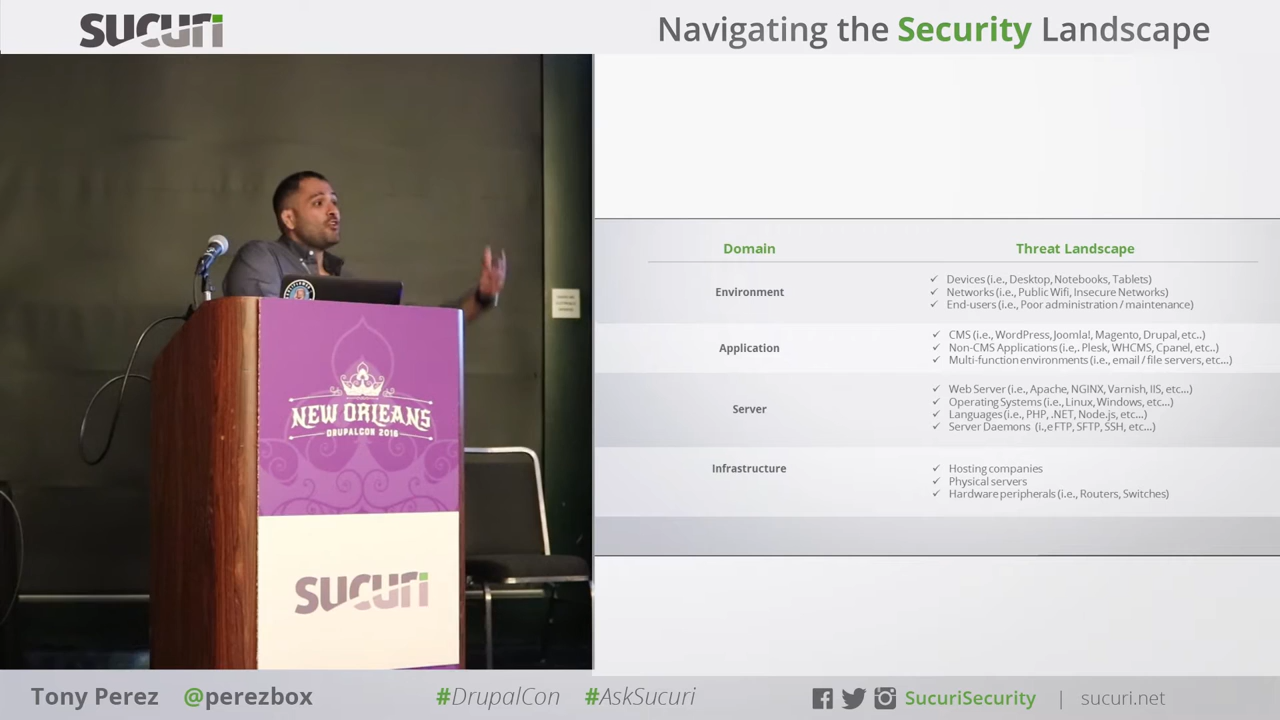 sucuri
Navigating the Security Landscape
NEW ORLEANS
DRUPALCON 2016
sucuri
Domain Threat Landscape
Environment
✓ Devices (i.e., Desktop, Notebooks, Tablets)
✓ Networks (i.e., Public Wifi, Insecure Networks)
✓ End-users (i.e., Poor administration / maintenance)
Application
✓ CMS (i.e., WordPress, Joomla!, Magento, Drupal, etc..)
✓ Non-CMS Applications (i.e,. Plesk, WHMCS, Cpanel, etc..)
✓ Multi-function environments (i.e., email / file servers, etc...)
Server
✓ Web Server (i.e., Apache, NGINX, Varnish, IIS, etc...)
✓ Operating Systems (i.e., Linux, Windows, etc...)
✓ Languages (i.e., PHP, .NET, Node.js, etc...)
✓ Server Daemons (i.,e FTP, SFTP, SSH, etc...)
Infrastructure
✓ Hosting companies
✓ Physical servers
✓ Hardware peripherals (i.e., Routers, Switches)
Tony Perez @perezbox #DrupalCon #AskSucuri SucuriSecurity | sucuri.net